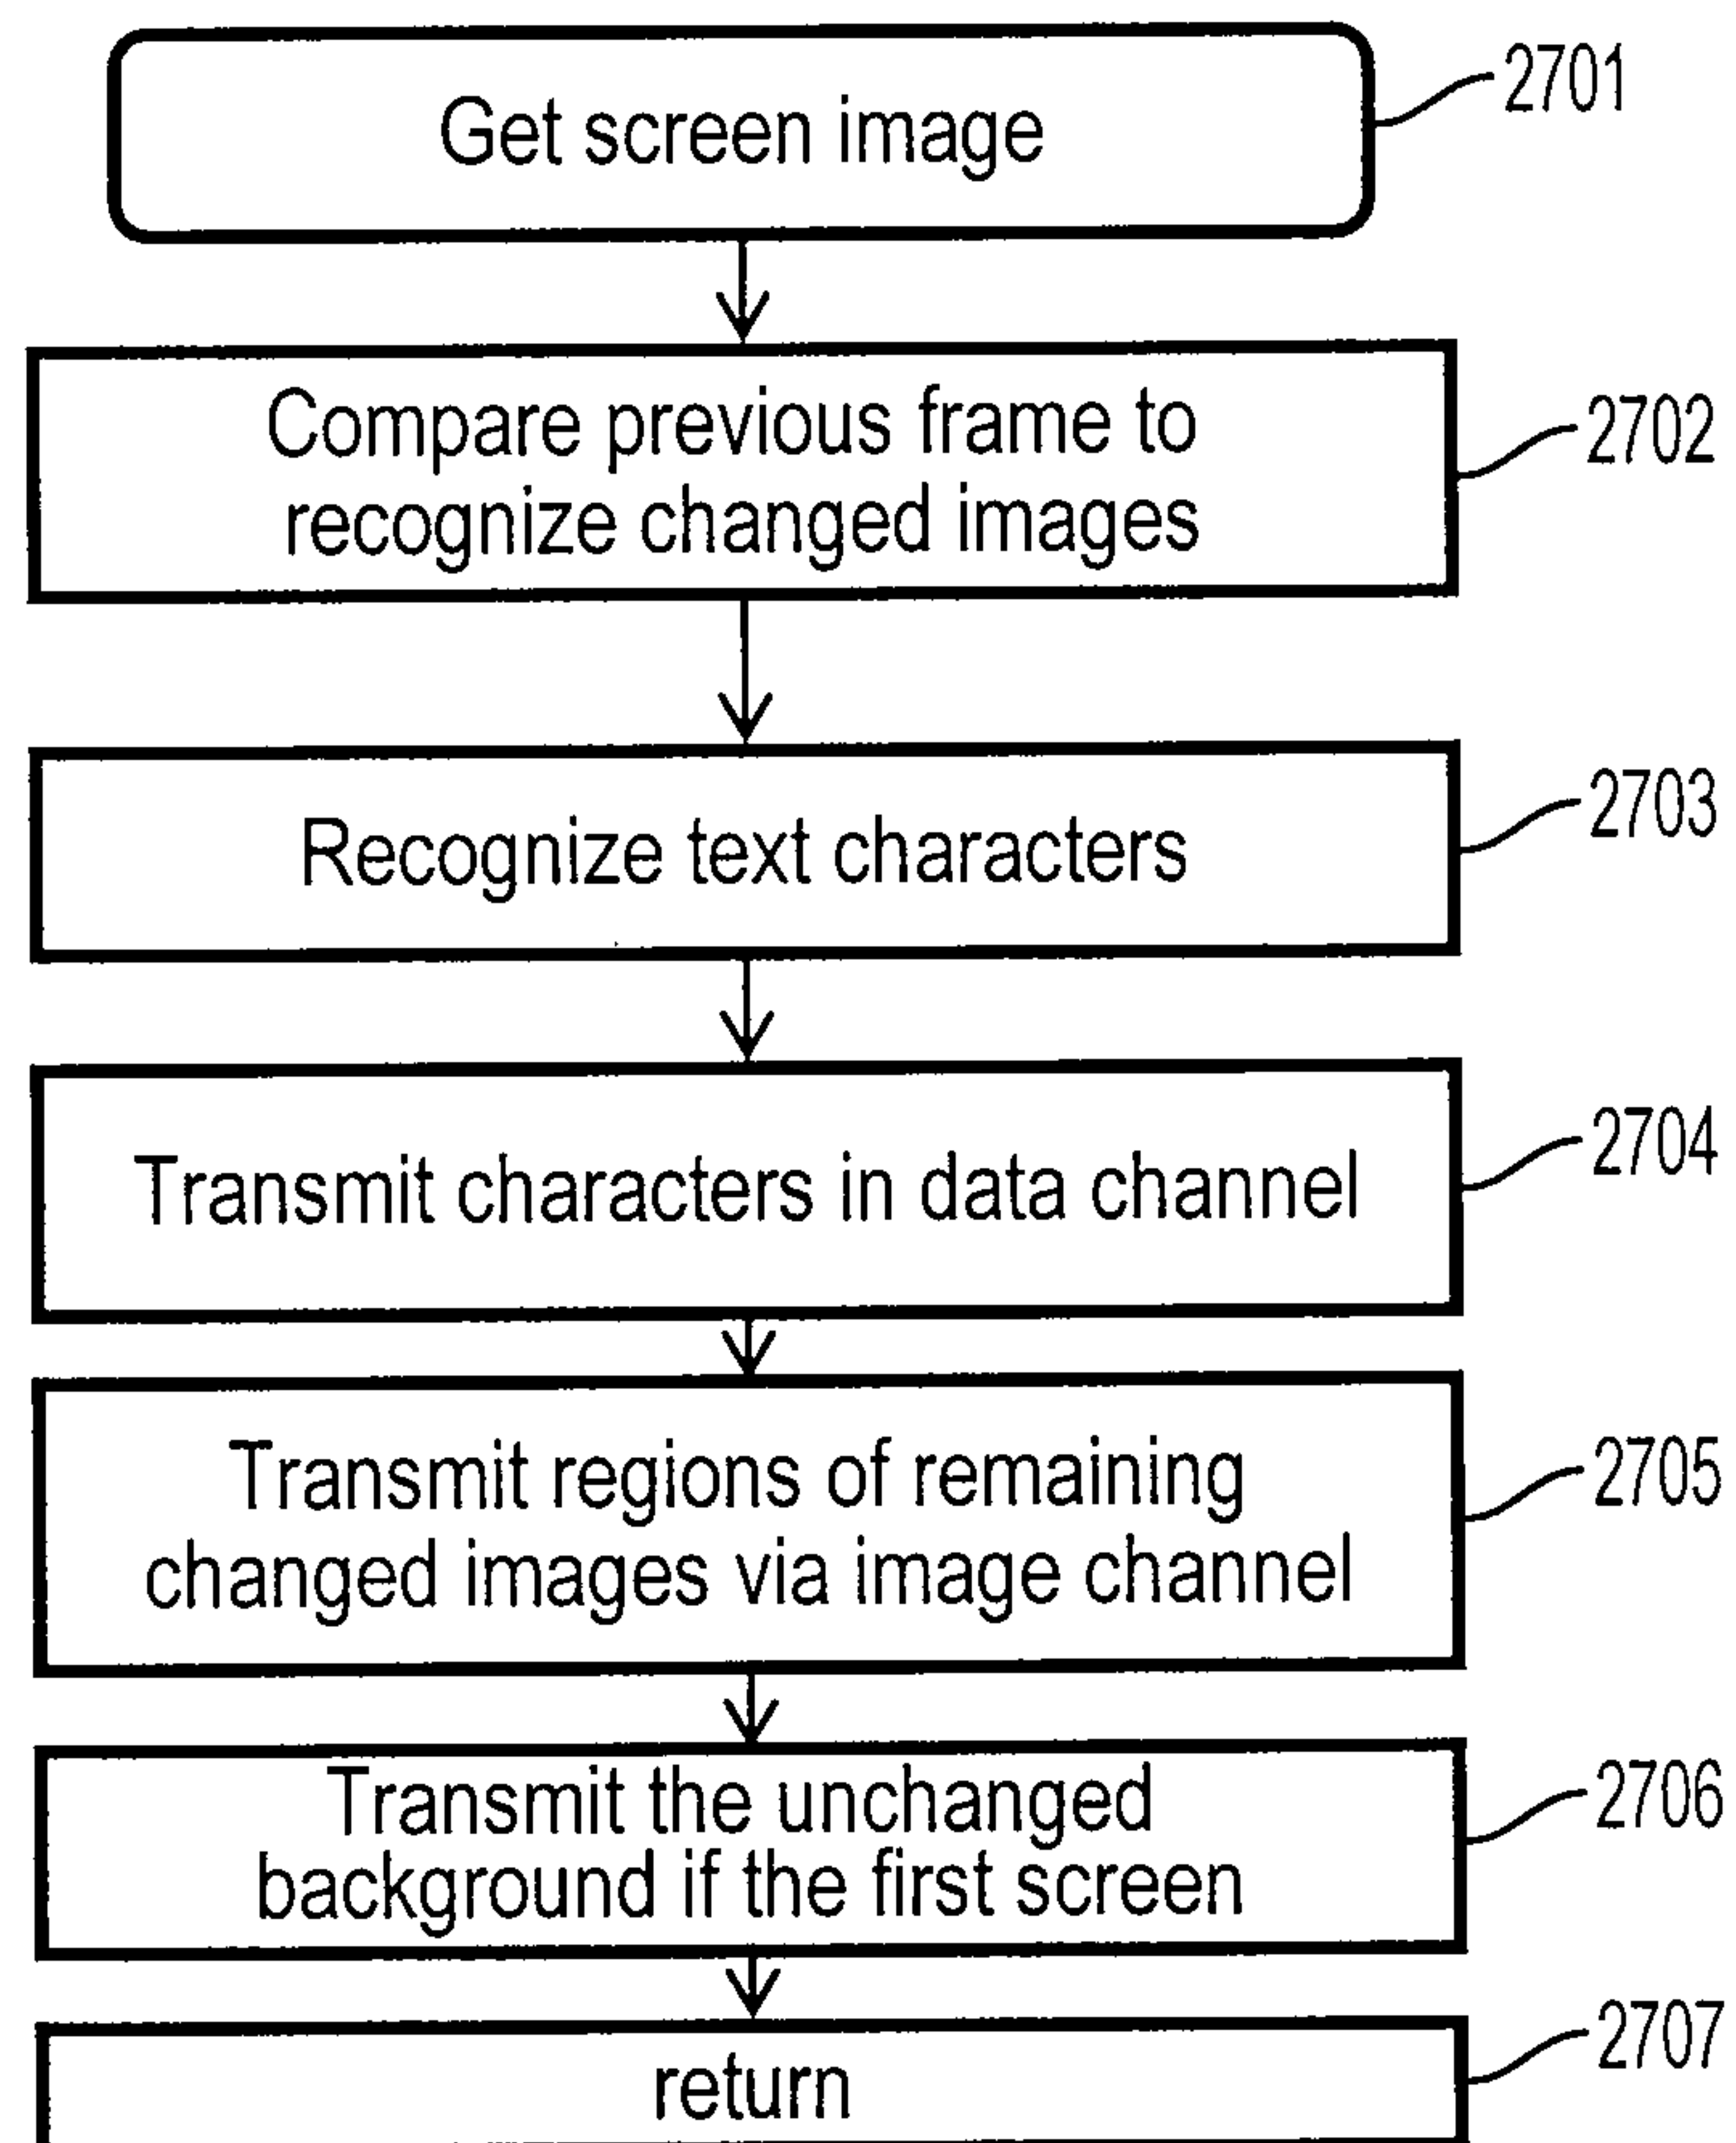 Get screen image
2701
Compare previous frame to
recognize changed images
2702
Recognize text characters
2703
Transmit characters in data channel
2704
Transmit regions of remaining
changed images via image channel
2705
Transmit the unchanged
background if the first screen
2706
return
2707